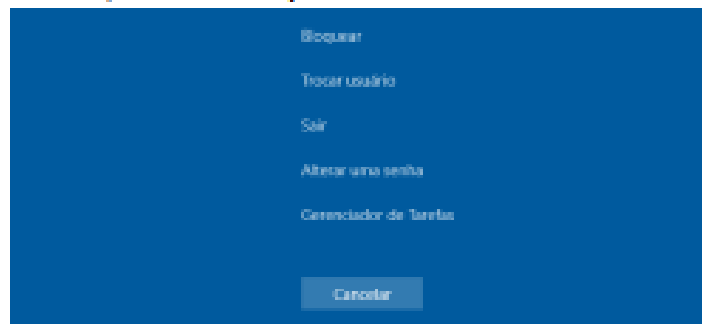 Bloquear
Trocar usuário
Sair
Alterar uma senha
Gerenciador de Tarefas
Cancelar